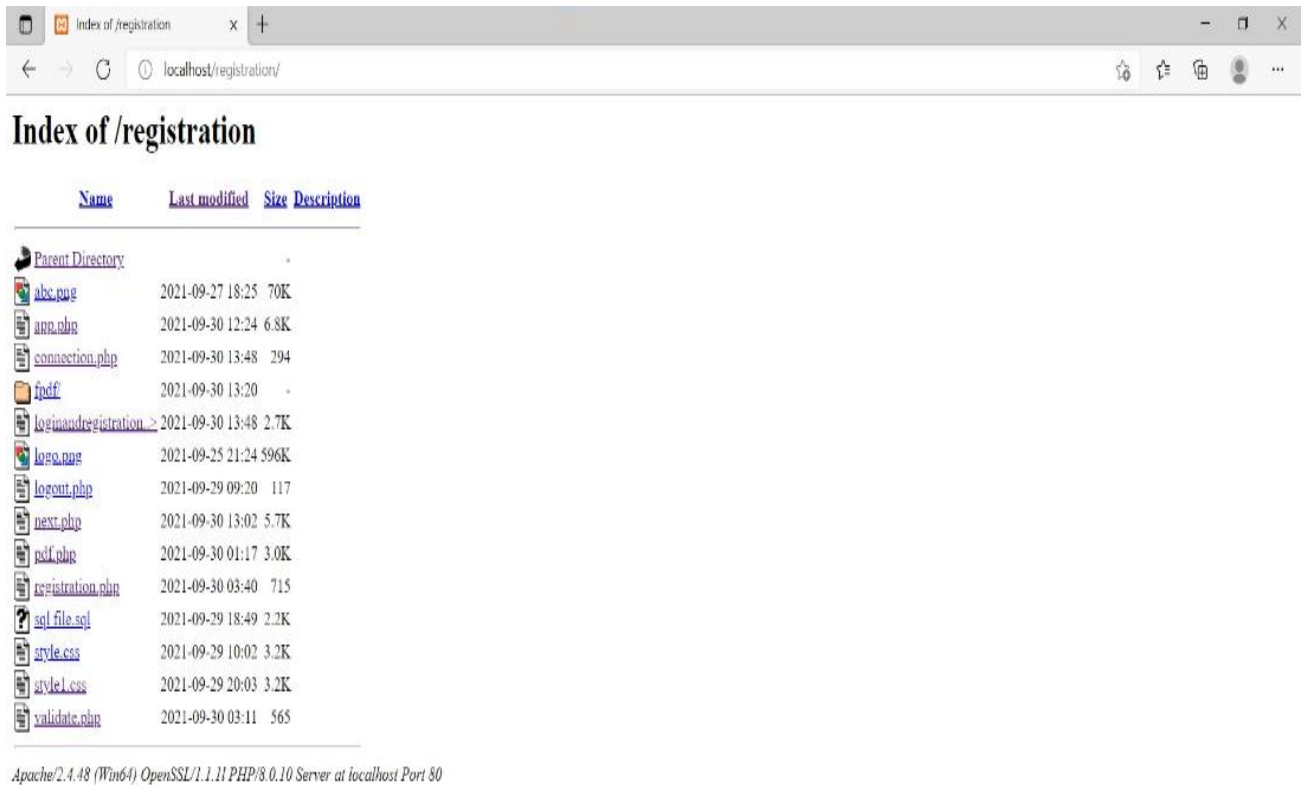 Index of /registration
localhost/registration/
Index of /registration
Name Last modified Size Description
Parent Directory -
abc.png 2021-09-27 18:25 70K
app.php 2021-09-30 12:24 6.8K
connection.php 2021-09-30 13:48 294
fpdf/ 2021-09-30 13:20 -
loginandregistration..> 2021-09-30 13:48 2.7K
logo.png 2021-09-25 21:24 596K
logout.php 2021-09-29 09:20 117
next.php 2021-09-30 13:02 5.7K
pdf.php 2021-09-30 01:17 3.0K
registration.php 2021-09-30 03:40 715
sql file.sql 2021-09-29 18:49 2.2K
style.css 2021-09-29 10:02 3.2K
style1.css 2021-09-29 20:03 3.2K
validate.php 2021-09-30 03:11 565
Apache/2.4.48 (Win64) OpenSSL/1.1.1l PHP/8.0.10 Server at localhost Port 80